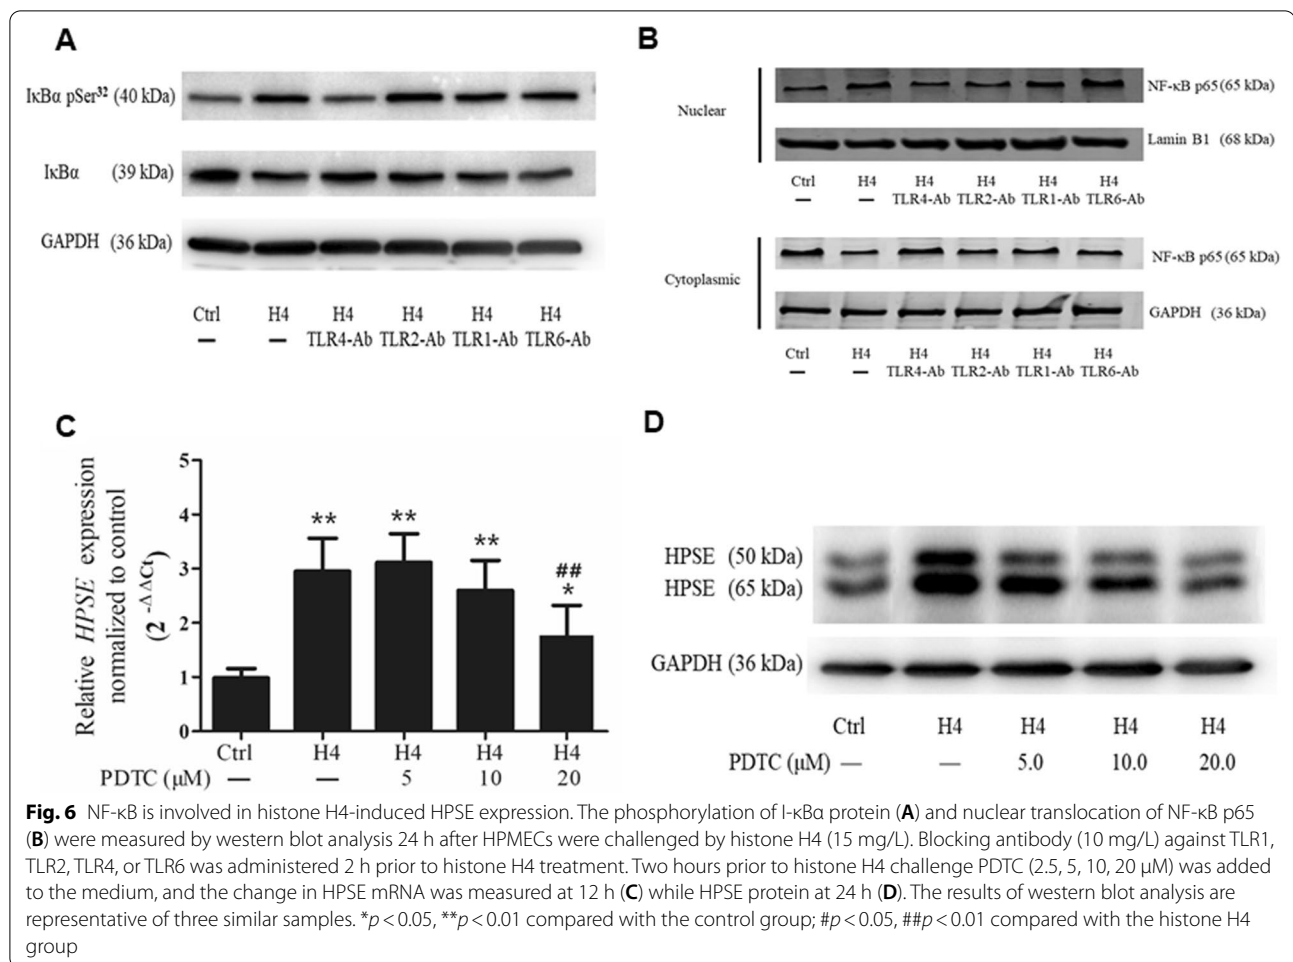 A
IκBα pSer³² (40 kDa)
IκBα (39 kDa)
GAPDH (36 kDa)
Ctrl H4 H4 H4 H4 H4
— — TLR4-Ab TLR2-Ab TLR1-Ab TLR6-Ab
B
Nuclear
NF-κB p65 (65 kDa)
Lamin B1 (68 kDa)
Ctrl H4 H4 H4 H4 H4
— — TLR4-Ab TLR2-Ab TLR1-Ab TLR6-Ab
Cytoplasmic
NF-κB p65 (65 kDa)
GAPDH (36 kDa)
Ctrl H4 H4 H4 H4 H4
— — TLR4-Ab TLR2-Ab TLR1-Ab TLR6-Ab
C
Relative HPSE expression
normalized to control
(2 -ΔΔCt)
5
4
3
2
1
0
** ** ** ## *
Ctrl H4 H4 H4 H4
PDTC (μM) — — 5 10 20
D
HPSE (50 kDa)
HPSE (65 kDa)
GAPDH (36 kDa)
Ctrl H4 H4 H4 H4
PDTC (μM) — — 5.0 10.0 20.0
Fig. 6 NF-κB is involved in histone H4-induced HPSE expression. The phosphorylation of I-κBα protein (A) and nuclear translocation of NF-κB p65
(B) were measured by western blot analysis 24 h after HPMECs were challenged by histone H4 (15 mg/L). Blocking antibody (10 mg/L) against TLR1,
TLR2, TLR4, or TLR6 was administered 2 h prior to histone H4 treatment. Two hours prior to histone H4 challenge PDTC (2.5, 5, 10, 20 μM) was added
to the medium, and the change in HPSE mRNA was measured at 12 h (C) while HPSE protein at 24 h (D). The results of western blot analysis are
representative of three similar samples. *p < 0.05, **p < 0.01 compared with the control group; #p < 0.05, ##p < 0.01 compared with the histone H4
group